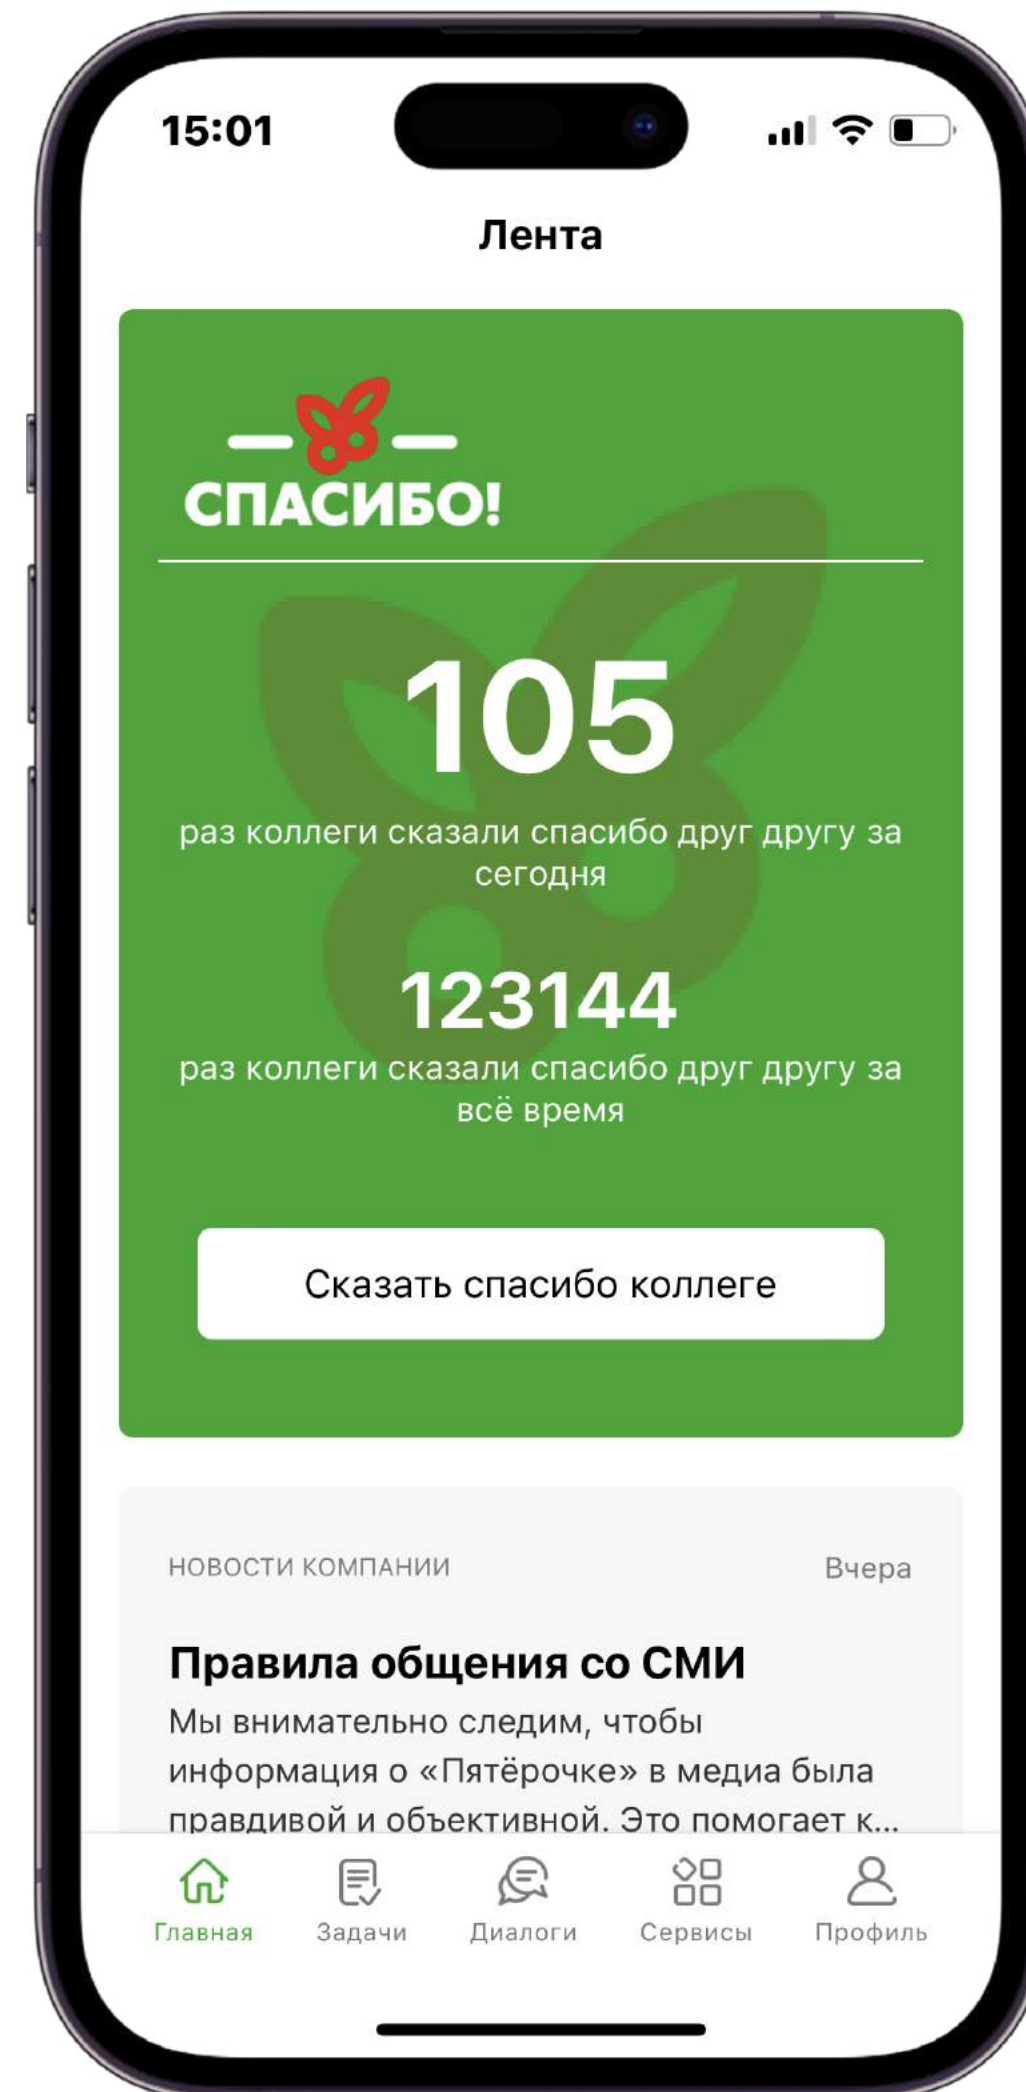 15:01
Лента
СПАСИБО!
105
раз коллеги сказали спасибо друг другу за
сегодня
123144
раз коллеги сказали спасибо друг другу за
всё время
Сказать спасибо коллеге
НОВОСТИ КОМПАНИИ Вчера
Правила общения со СМИ
Мы внимательно следим, чтобы
информация о «Пятёрочке» в медиа была
правдивой и объективной. Это помогает к...
Главная Задачи Диалоги Сервисы Профиль